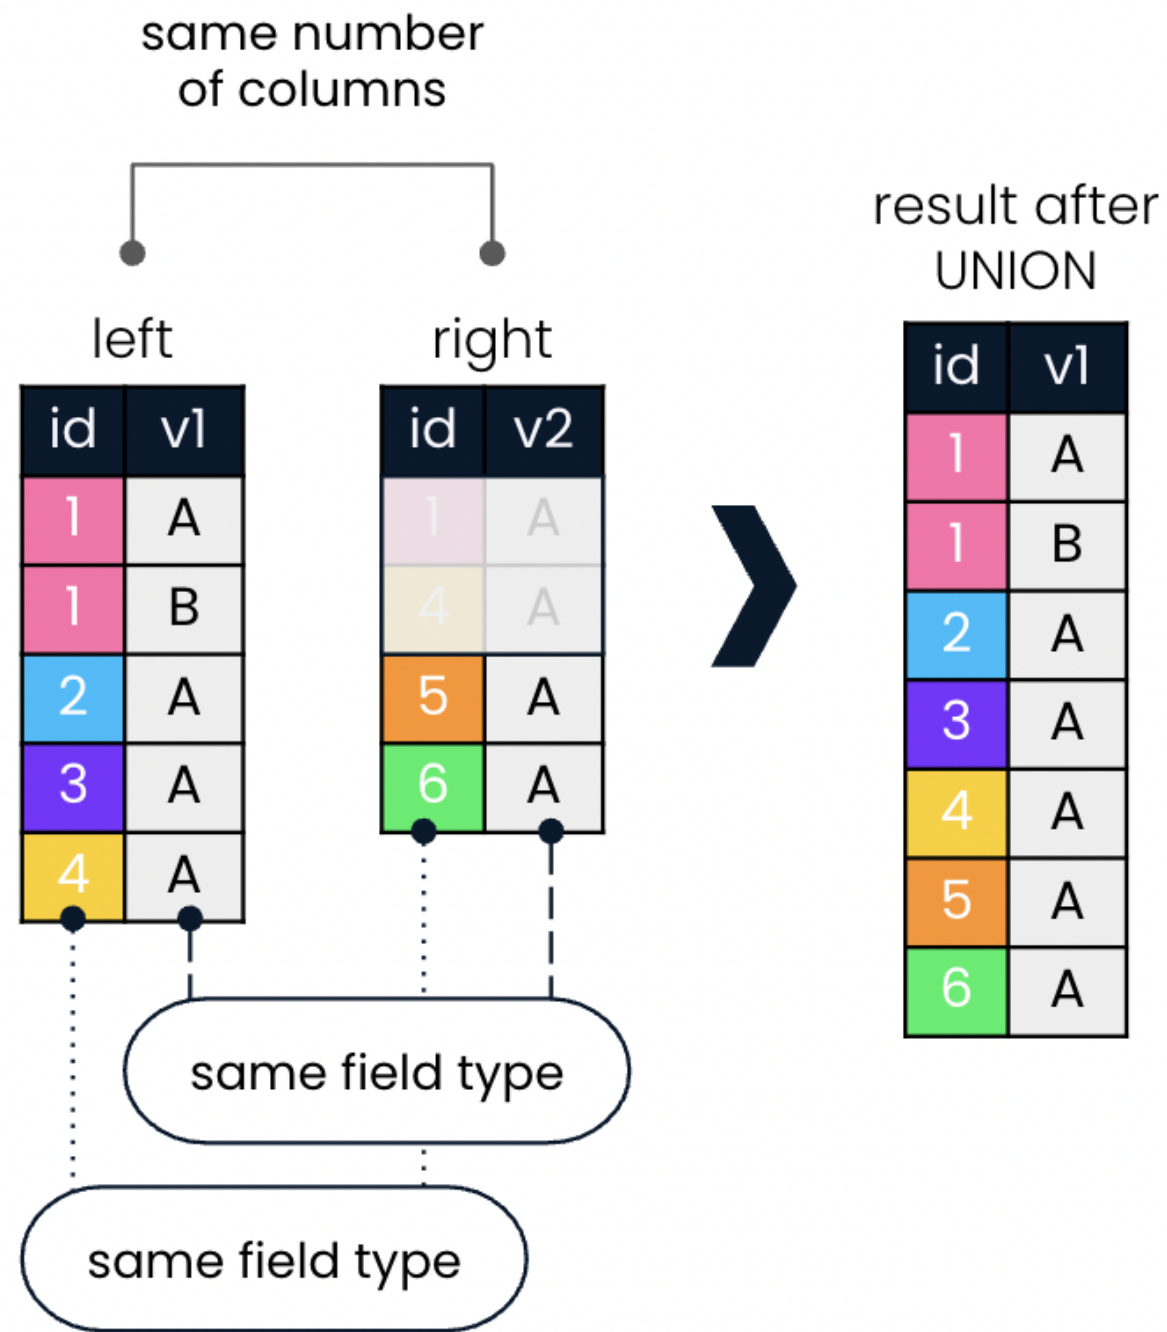 same number
of columns
result after
UNION
left
right
id v1
1 A
1 B
2 A
3 A
4 A
id v2
1 A
4 A
5 A
6 A
id v1
1 A
1 B
2 A
3 A
4 A
5 A
6 A
same field type
same field type